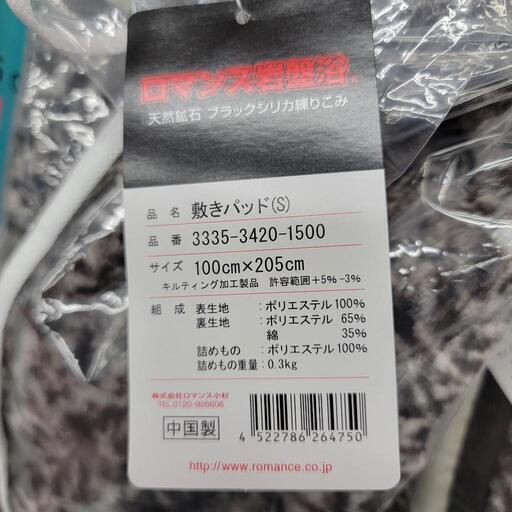 ロマンス岩盤浴®
天然鉱石 ブラックシリカ練りこみ
品 名 敷きパッド(S)
品 番 3335-3420-1500
サイズ 100cm×205cm
キルティング加工製品 許容範囲+5%-3%
組 成 表生地 :ポリエステル100%
裏生地 :ポリエステル 65%
綿 35%
詰めもの :ポリエステル100%
詰めもの重量:0.3kg
株式会社ロマンス小杉
TEL.0120-926606
中国製
4 522786 264750
http://www.romance.co.jp